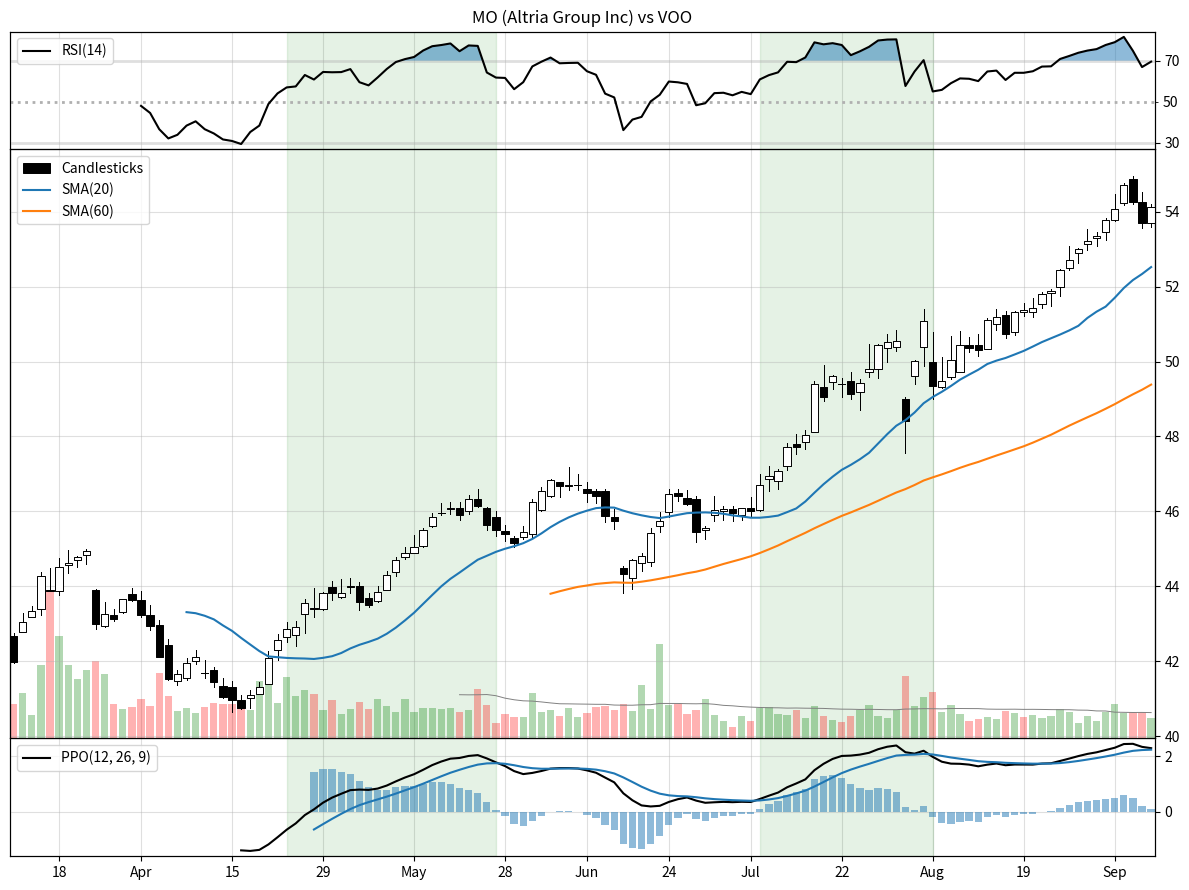 MO (Altria Group Inc) vs VOO
RSI(14)
70
50
30
Candlesticks
SMA(20)
SMA(60)
54
52
50
48
46
44
42
40
PPO(12, 26, 9)
2
0
18 Apr 15 29 May 28 Jun 24 Jul 22 Aug 19 Sep